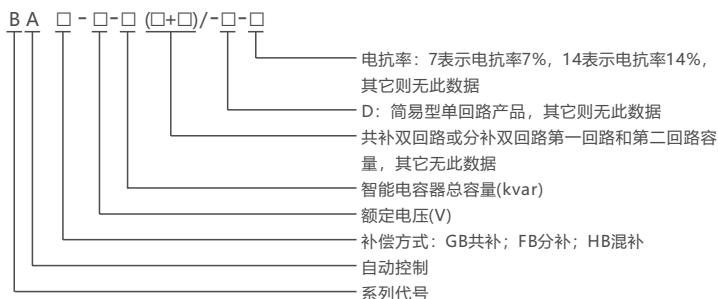 B A □ - □ - □ (□+□)/-□-□
电抗率：7表示电抗率7%，14表示电抗率14%，
其它则无此数据
D：简易型单回路产品，其它则无此数据
共补双回路或分补双回路第一回路和第二回路容
量，其它无此数据
智能电容器总容量(kvar)
额定电压(V)
补偿方式：GB共补；FB分补；HB混补
自动控制
系列代号